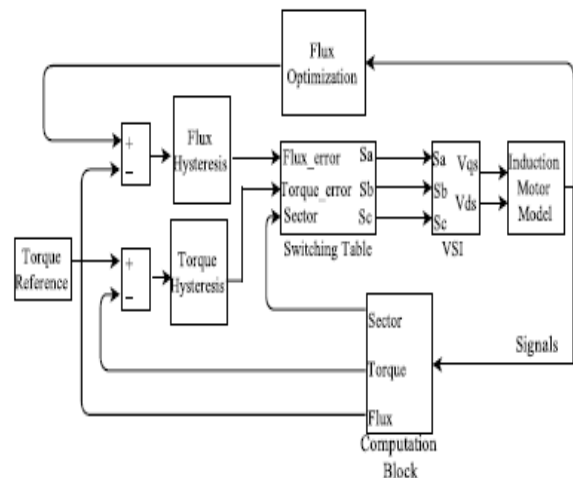 Flux
Optimization
+
−
Flux
Hysteresis
Flux_error
Torque_error
Sector
Sa
Sb
Sc
Switching Table
Sa
Sb
Sc
Vqs
Vds
VSI
Induction
Motor
Model
Torque
Reference
+
−
Torque
Hysteresis
Sector
Torque
Flux
Computation
Block
Signals